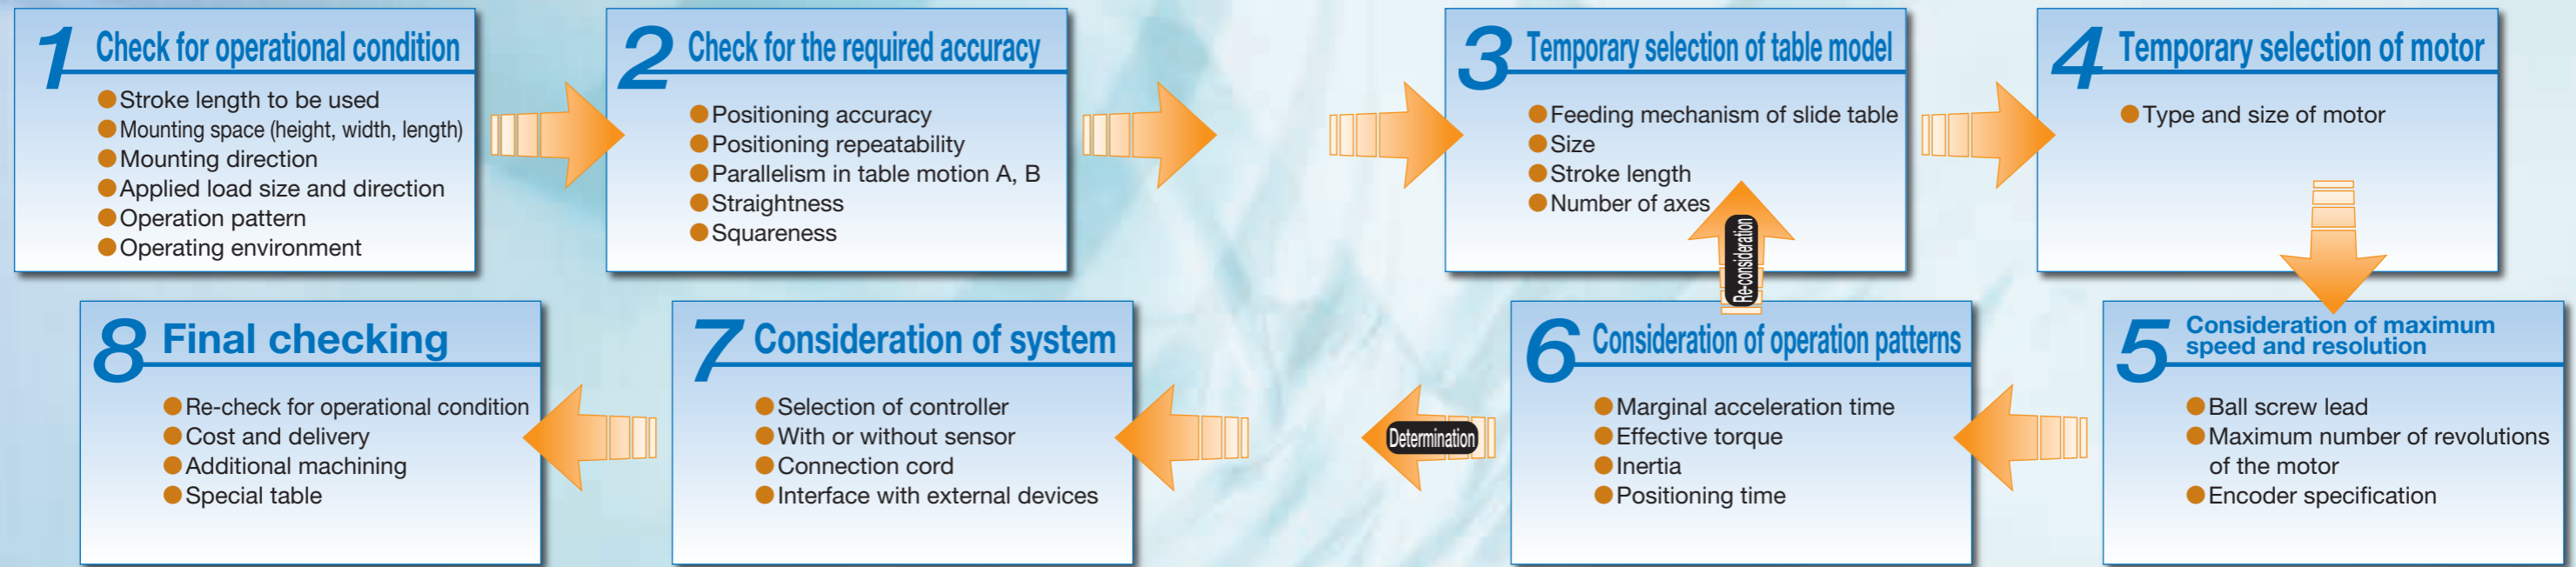 1 Check for operational condition
●Stroke length to be used
●Mounting space (height, width, length)
●Mounting direction
●Applied load size and direction
●Operation pattern
●Operating environment
2 Check for the required accuracy
●Positioning accuracy
●Positioning repeatability
●Parallelism in table motion A, B
●Straightness
●Squareness
3 Temporary selection of table model
●Feeding mechanism of slide table
●Size
●Stroke length
●Number of axes
4 Temporary selection of motor
●Type and size of motor
5 Consideration of maximum
speed and resolution
●Ball screw lead
●Maximum number of revolutions
of the motor
●Encoder specification
6 Consideration of operation patterns
●Marginal acceleration time
●Effective torque
●Inertia
●Positioning time
Re-consideration
Determination
7 Consideration of system
●Selection of controller
●With or without sensor
●Connection cord
●Interface with external devices
8 Final checking
●Re-check for operational condition
●Cost and delivery
●Additional machining
●Special table